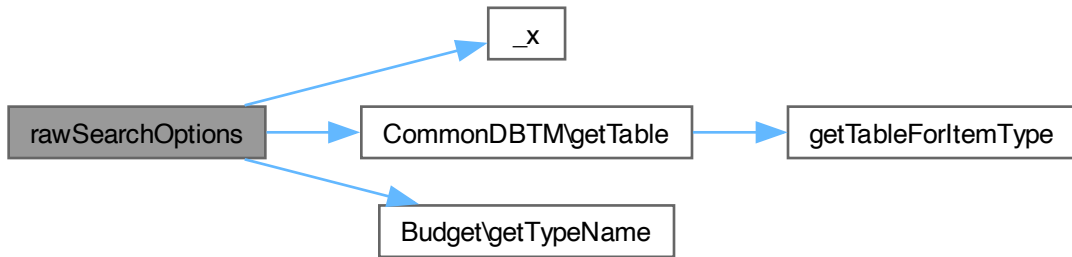 _x
rawSearchOptions
CommonDBTM\getTable
getTableForItemType
Budget\getTypeName